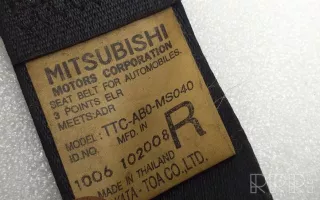 MITSUBISHI
MOTORS CORPORATION
SEAT BELT FOR AUTOMOBILES.
3 POINTS ELR
MEETS:ADR
MODEL: TTC-AB0-MS040
ID.NO. MFD. IN R
1006 102008
MADE IN THAILAND
KATA-TOA CO.,LTD.